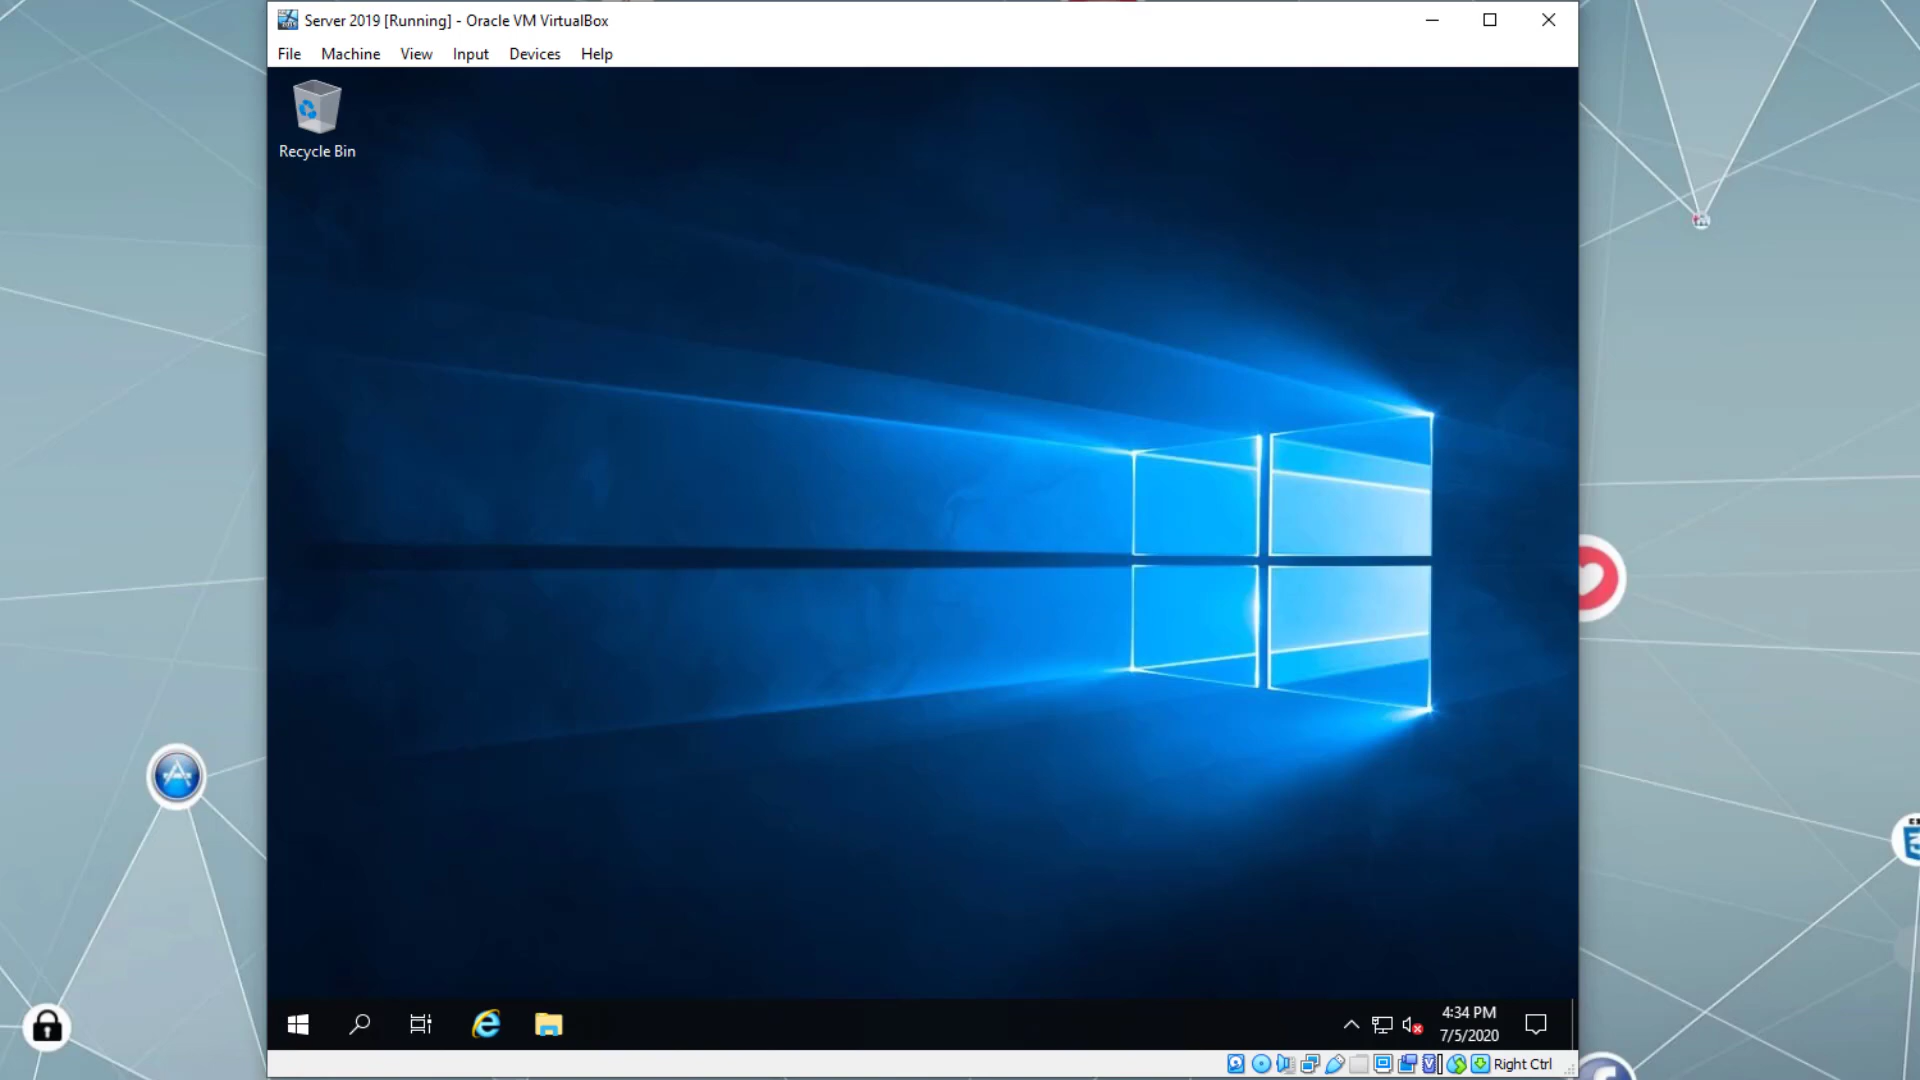 Server 2019 [Running] - Oracle VM VirtualBox
File Machine View Input Devices Help
Recycle Bin
4:34 PM
7/5/2020
Right Ctrl